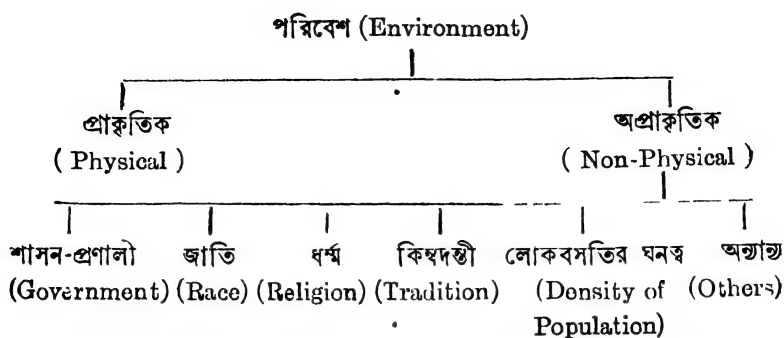 পরিবেশ (Environment)
প্রাকৃতিক অপ্রাকৃতিক
( Physical ) ( Non-Physical )
শাসন-প্রণালী জাতি ধর্ম্ম কিম্বদন্তী লোকবসতির ঘনত্ব অন্যান্য
(Government) (Race) (Religion) (Tradition) (Density of (Others)
Population)